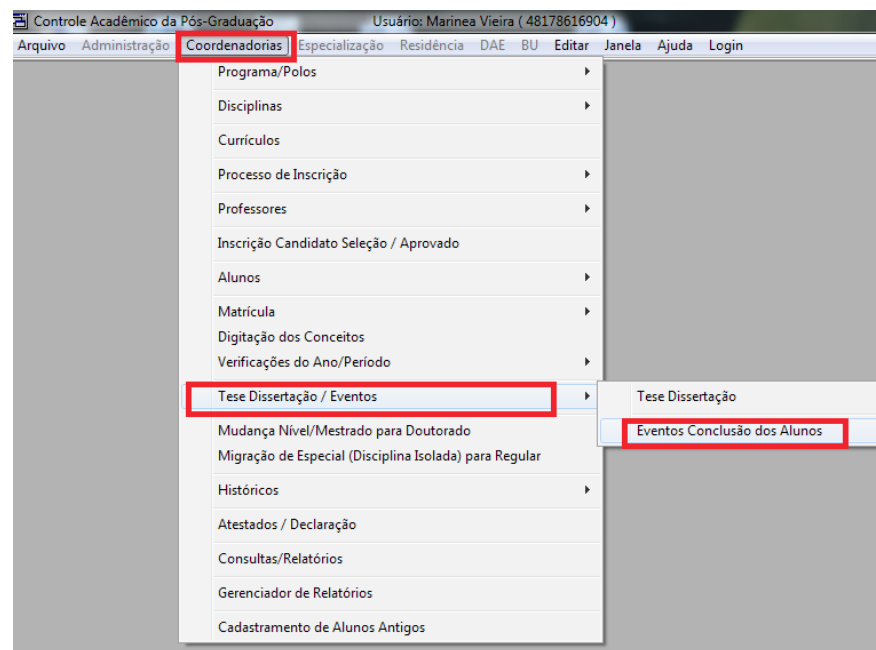 Controle Acadêmico da Pós-Graduação Usuário: Marinea Vieira ( 48178616904 )
Arquivo Administração Coordenadorias Especialização Residência DAE BU Editar Janela Ajuda Login
Programa/Polos
Disciplinas
Currículos
Processo de Inscrição
Professores
Inscrição Candidato Seleção / Aprovado
Alunos
Matrícula
Digitação dos Conceitos
Verificações do Ano/Período
Tese Dissertação / Eventos
Tese Dissertação
Eventos Conclusão dos Alunos
Mudança Nível/Mestrado para Doutorado
Migração de Especial (Disciplina Isolada) para Regular
Históricos
Atestados / Declaração
Consultas/Relatórios
Gerenciador de Relatórios
Cadastramento de Alunos Antigos